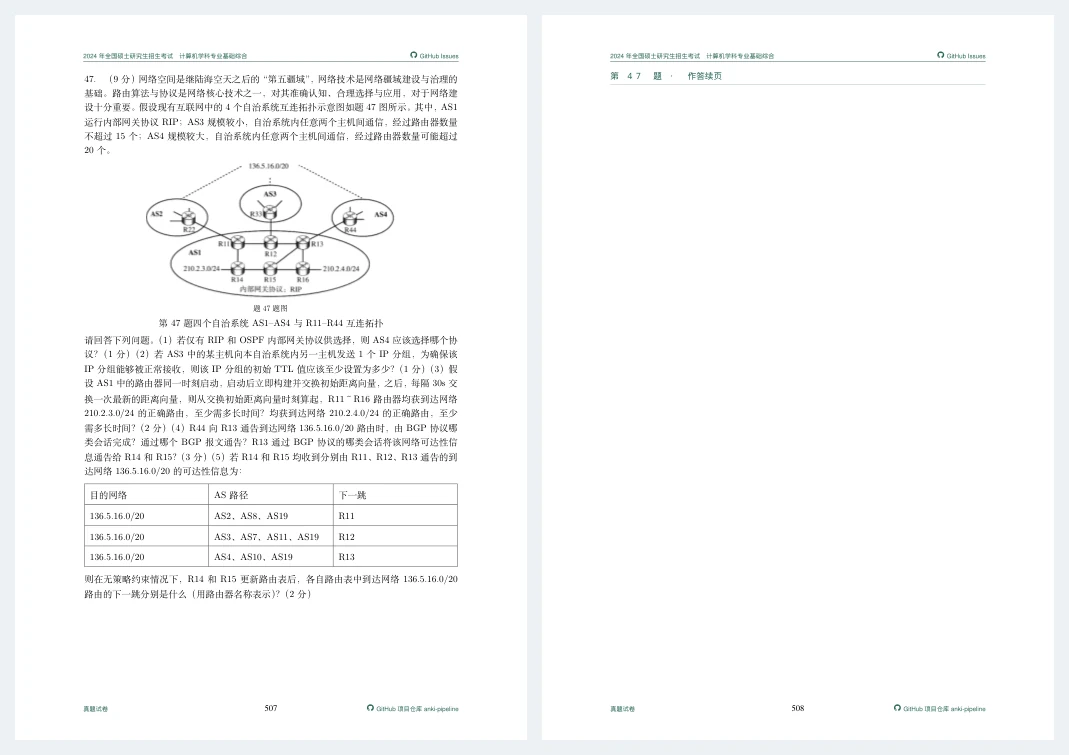 2024 年全国硕士研究生招生考试　计算机学科专业基础综合
GitHub Issues
47. （9 分）网络空间是继陆海空天之后的 “第五疆域”，网络技术是网络疆域建设与治理的
基础。路由算法与协议是网络核心技术之一，对其准确认知、合理选择与应用，对于网络建
设十分重要。假设现有互联网中的 4 个自治系统互连拓扑示意图如题 47 图所示。其中，AS1
运行内部网关协议 RIP；AS3 规模较小，自治系统内任意两个主机间通信，经过路由器数量
不超过 15 个；AS4 规模较大，自治系统内任意两个主机间通信，经过路由器数量可能超过
20 个。
136.5.16.0/20
AS3
AS2
R33
AS4
R22
R44
R11
R13
R12
AS1
210.2.3.0/24
210.2.4.0/24
R14
R15
R16
内部网关协议：RIP
题 47 题图
第 47 题四个自治系统 AS1–AS4 与 R11–R44 互连拓扑
请回答下列问题。（1）若仅有 RIP 和 OSPF 内部网关协议供选择，则 AS4 应该选择哪个协
议？（1 分）（2）若 AS3 中的某主机向本自治系统内另一主机发送 1 个 IP 分组，为确保该
IP 分组能够被正常接收，则该 IP 分组的初始 TTL 值应该至少设置为多少？（1 分）（3）假
设 AS1 中的路由器同一时刻启动，启动后立即构建并交换初始距离向量，之后，每隔 30s 交
换一次最新的距离向量，则从交换初始距离向量时刻算起，R11～R16 路由器均获到达网络
210.2.3.0/24 的正确路由，至少需多长时间？均获到达网络 210.2.4.0/24 的正确路由，至少
需多长时间？（2 分）（4）R44 向 R13 通告到达网络 136.5.16.0/20 路由时，由 BGP 协议哪
类会话完成？通过哪个 BGP 报文通告？R13 通过 BGP 协议的哪类会话将该网络可达性信
息通告给 R14 和 R15？（3 分）（5）若 R14 和 R15 均收到分别由 R11、R12、R13 通告的到
达网络 136.5.16.0/20 的可达性信息为：
目的网络 AS 路径 下一跳
136.5.16.0/20 AS2、AS8、AS19 R11
136.5.16.0/20 AS3、AS7、AS11、AS19 R12
136.5.16.0/20 AS4、AS10、AS19 R13
则在无策略约束情况下，R14 和 R15 更新路由表后，各自路由表中到达网络 136.5.16.0/20
路由的下一跳分别是什么（用路由器名称表示）？（2 分）
真题试卷
507
GitHub 项目仓库 anki-pipeline
2024 年全国硕士研究生招生考试　计算机学科专业基础综合
GitHub Issues
第 47 题 · 作答续页
真题试卷
508
GitHub 项目仓库 anki-pipeline